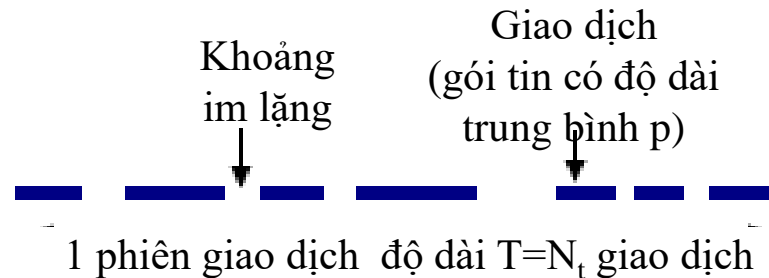 Khoảng
im lặng
Giao dịch
(gói tin có độ dài
trung bình p)
1 phiên giao dịch độ dài T=Nₜ giao dịch